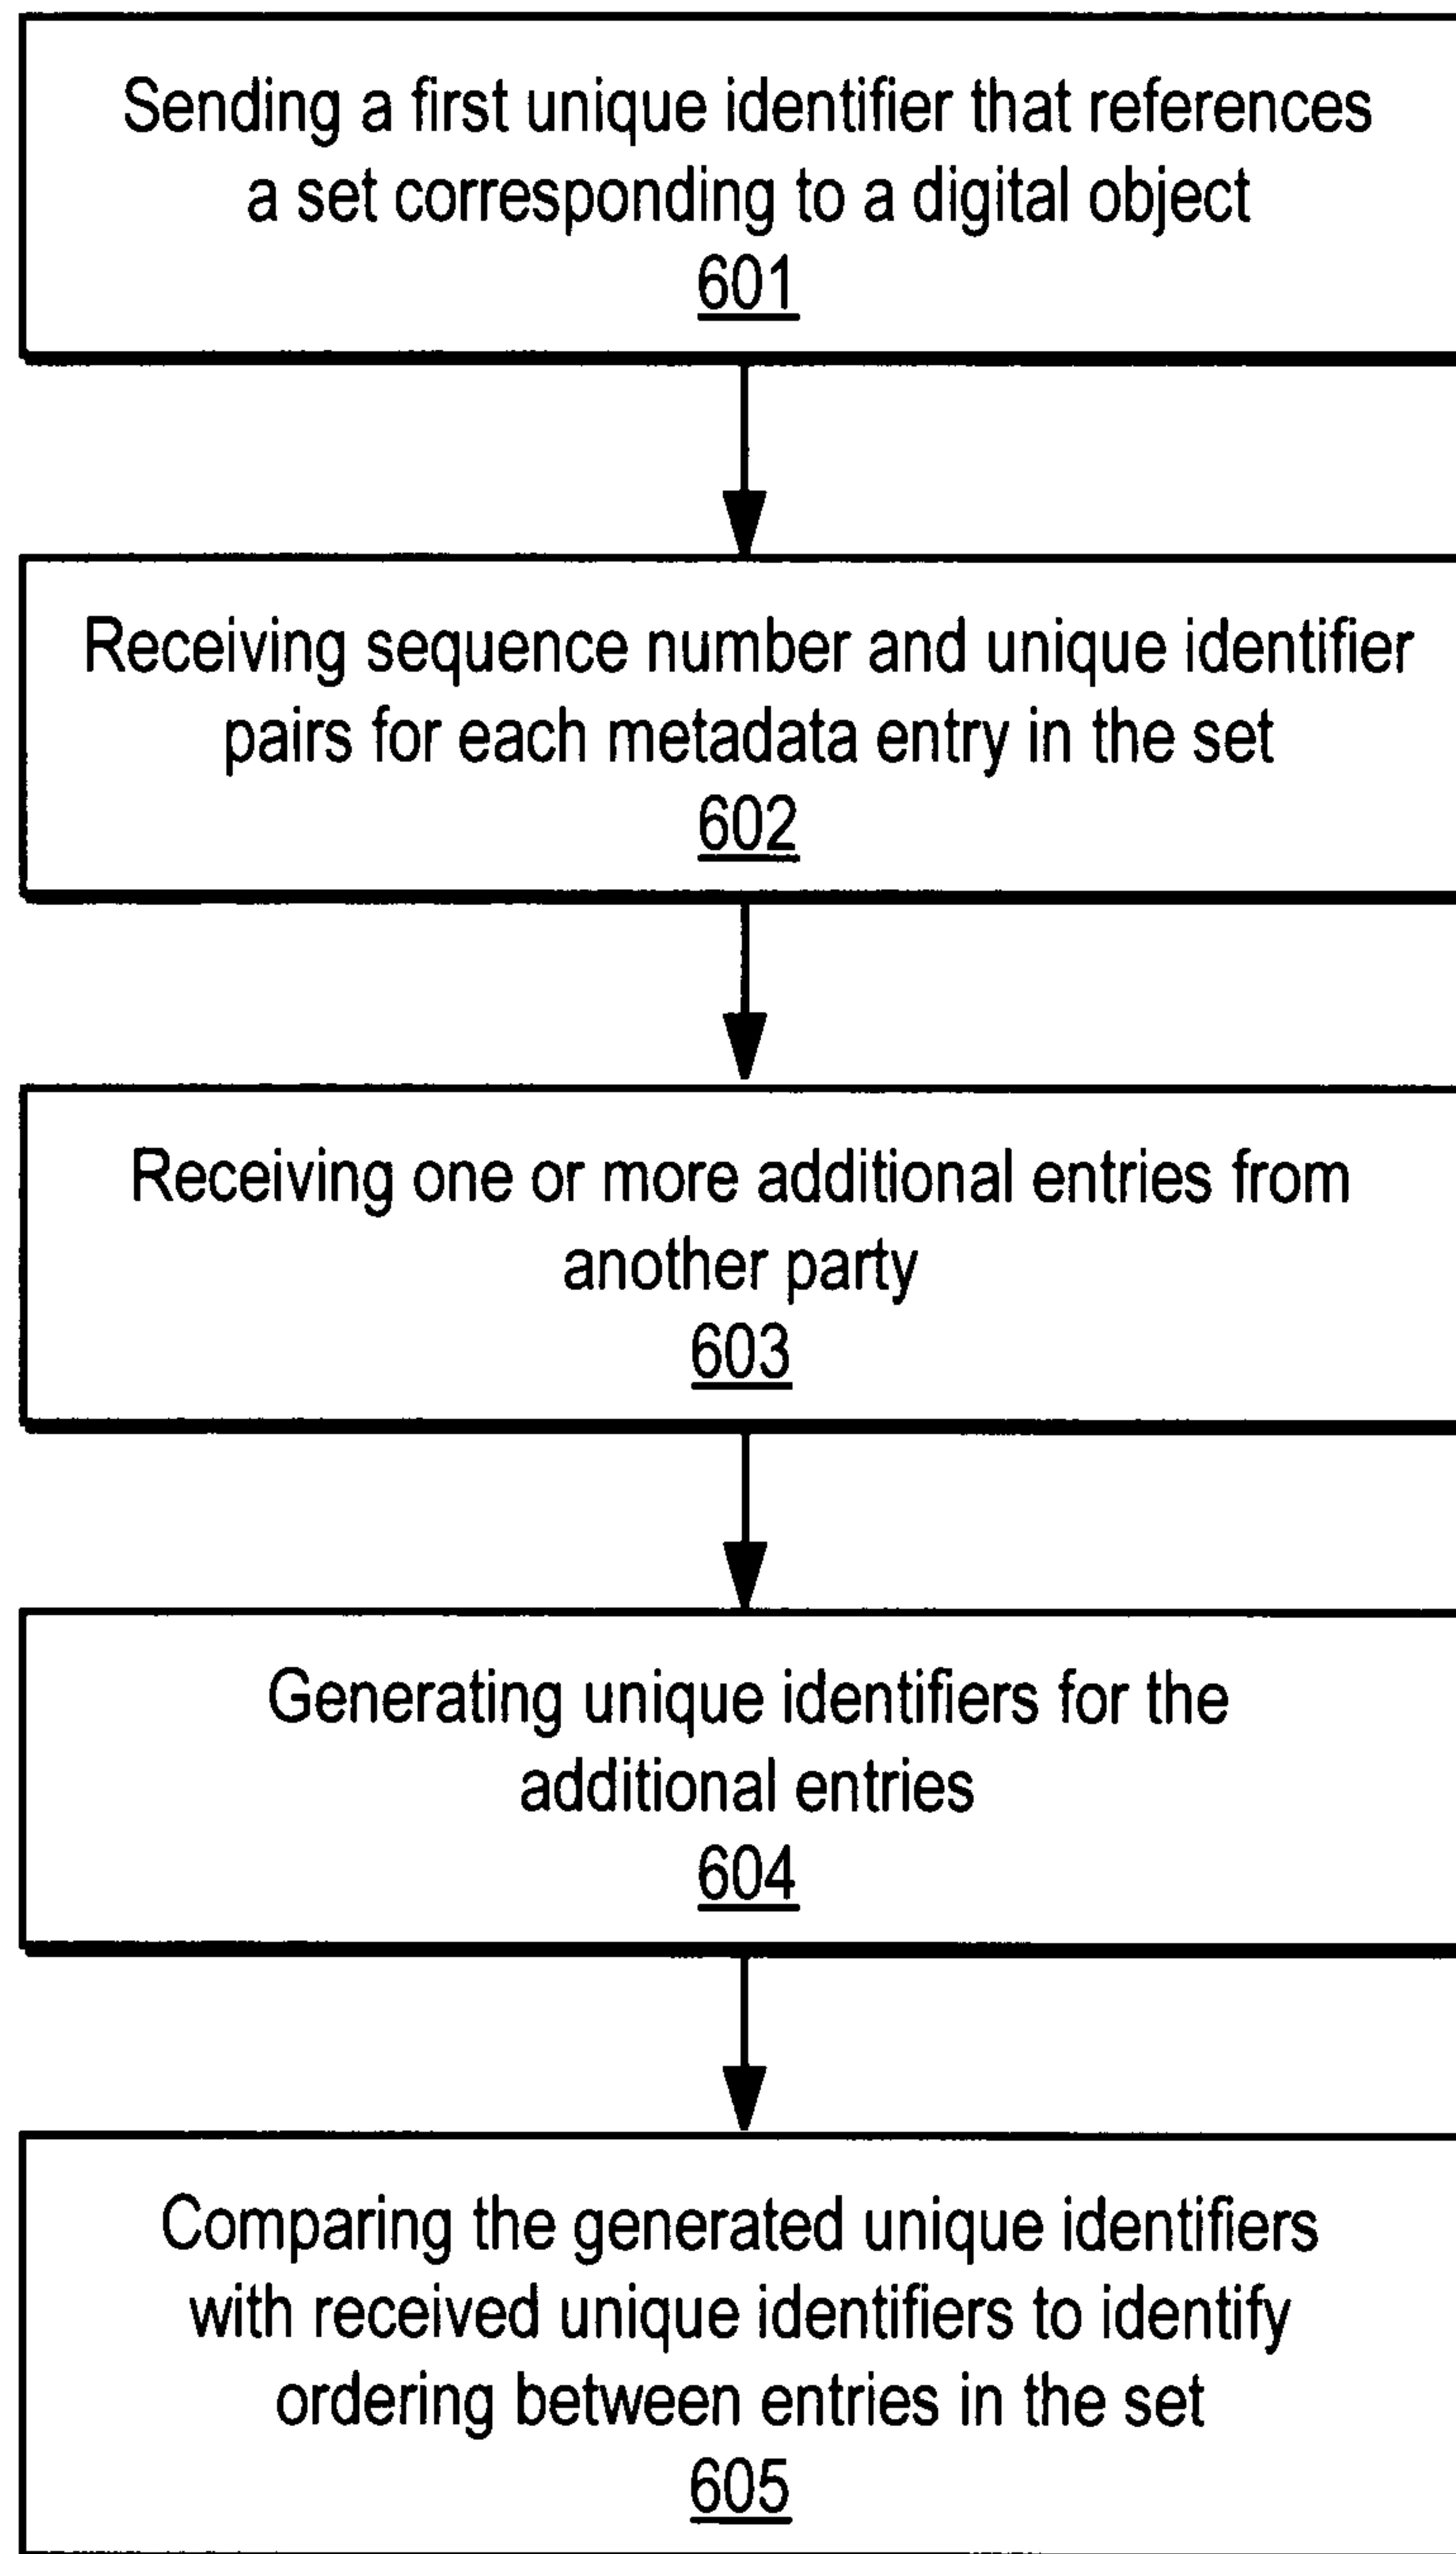 Sending a first unique identifier that references
a set corresponding to a digital object
601
Receiving sequence number and unique identifier
pairs for each metadata entry in the set
602
Receiving one or more additional entries from
another party
603
Generating unique identifiers for the
additional entries
604
Comparing the generated unique identifiers
with received unique identifiers to identify
ordering between entries in the set
605